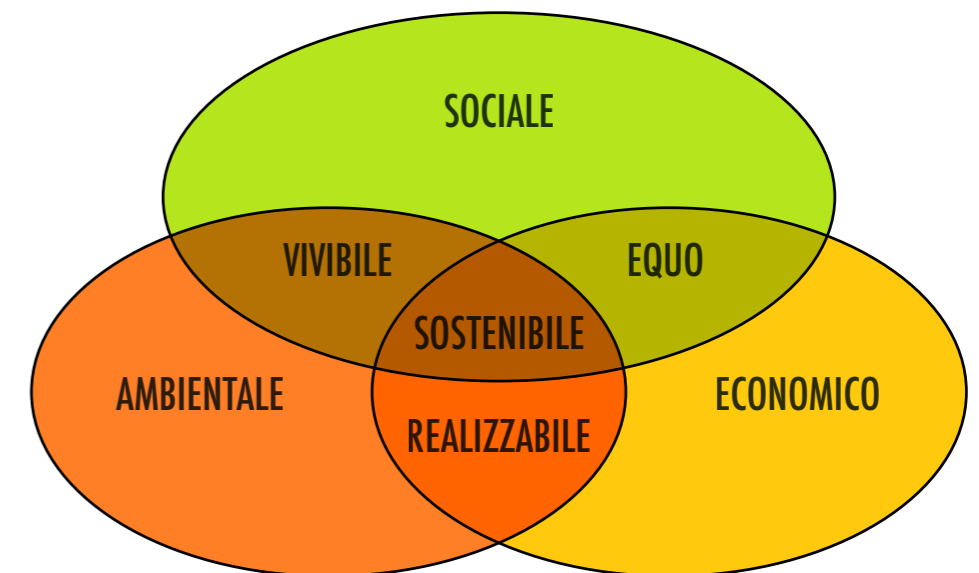 SOCIALE
VIVIBILE
EQUO
SOSTENIBILE
AMBIENTALE
ECONOMICO
REALIZZABILE